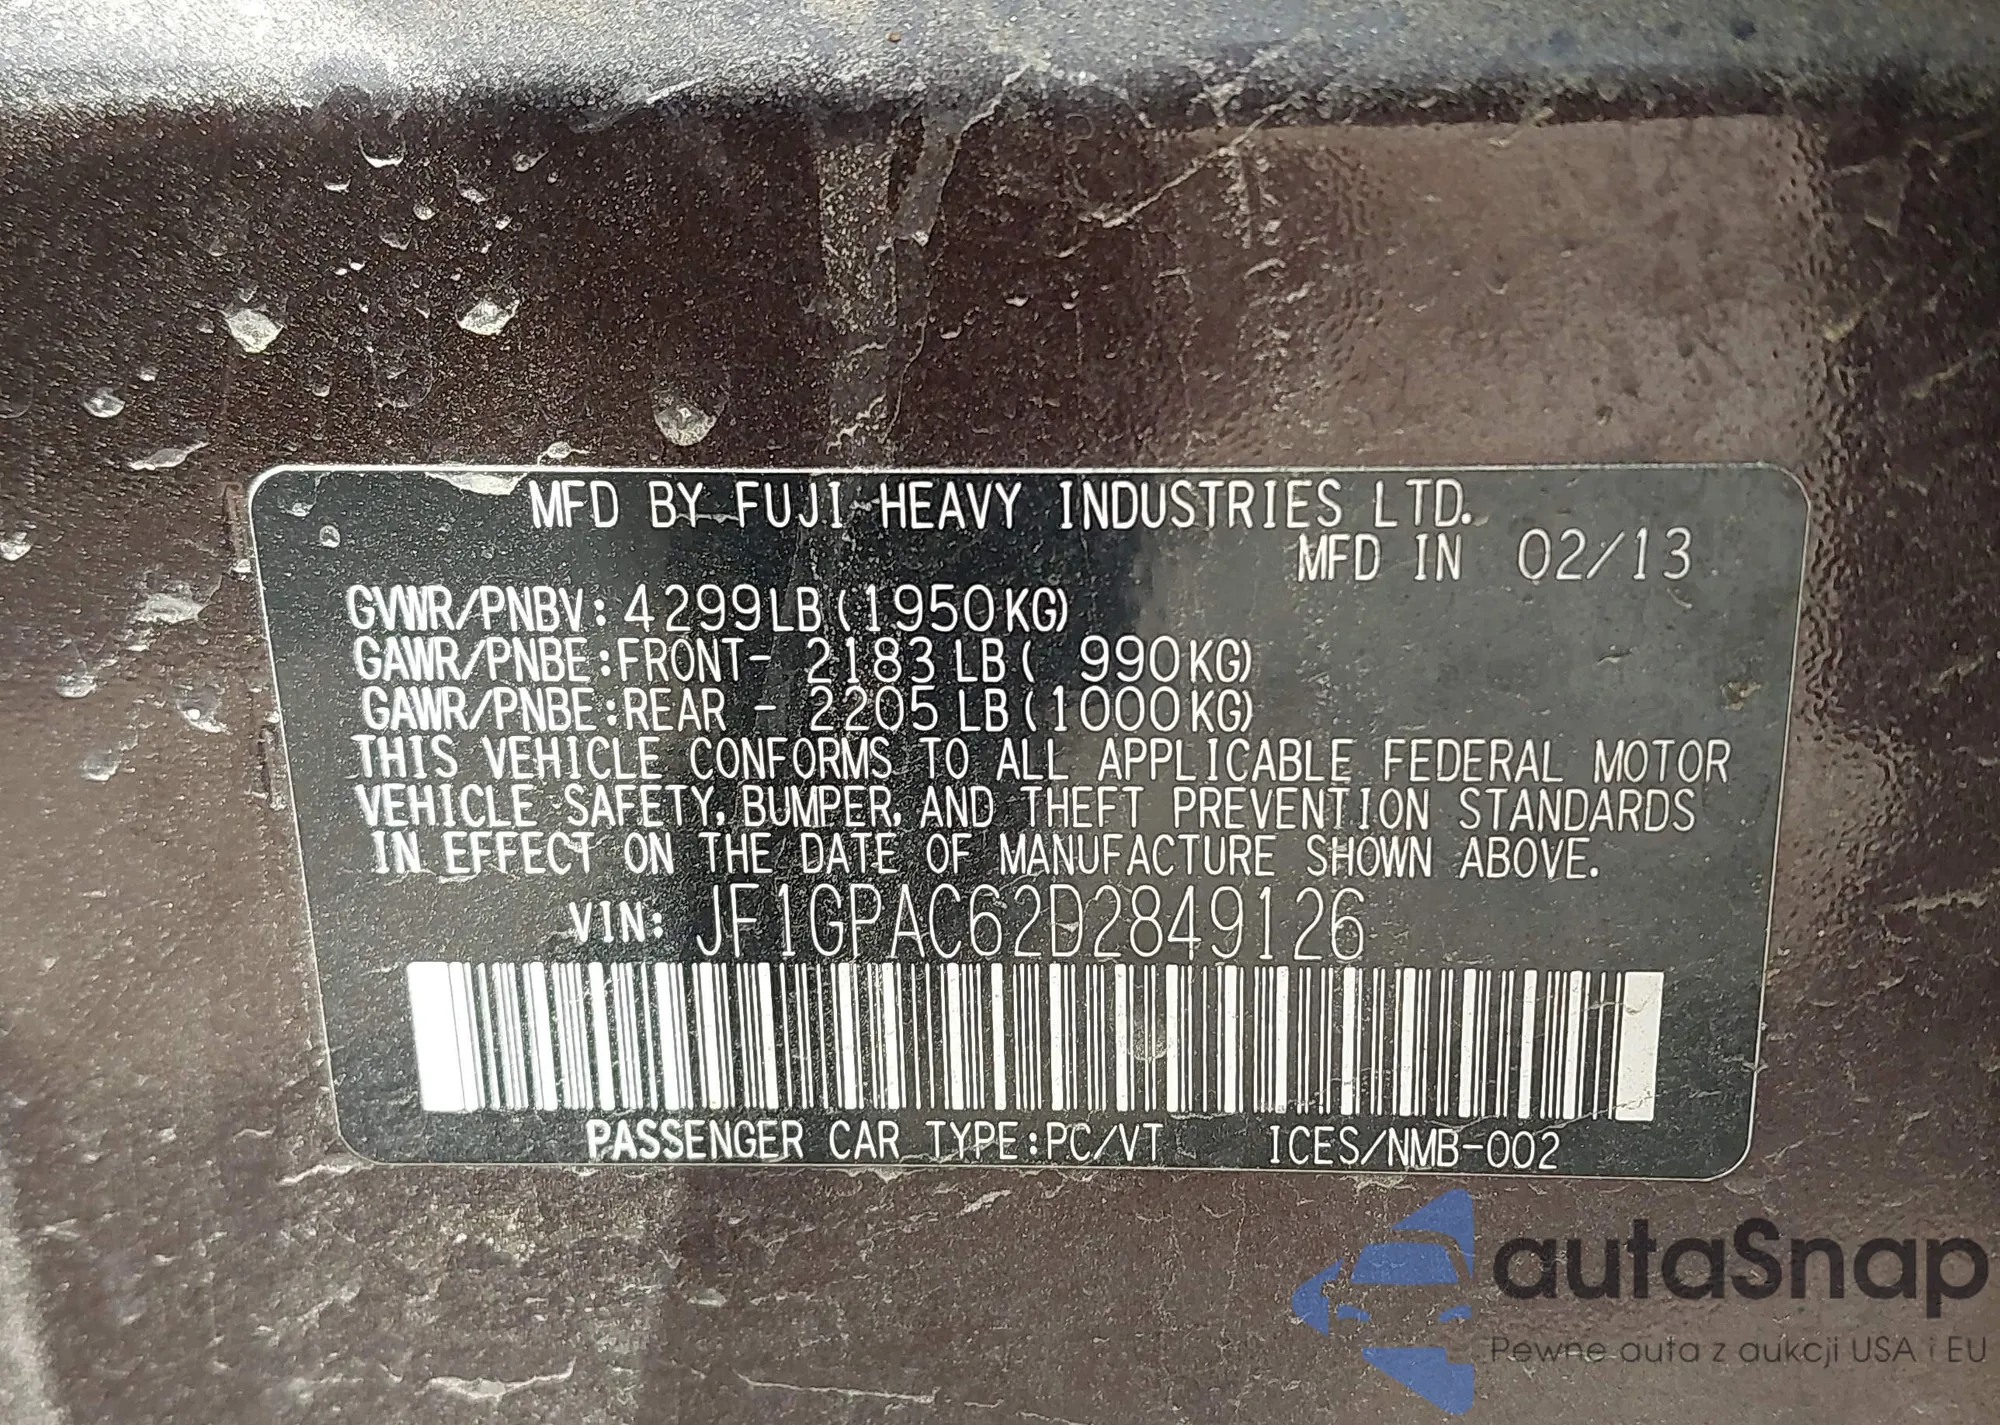 MFD BY FUJI HEAVY INDUSTRIES LTD.
MFD IN 02/13
GVWR/PNBV: 4299LB (1950KG)
GAWR/PNBE:FRONT- 2183 LB ( 990KG)
GAWR/PNBE:REAR - 2205 LB (1000KG)
THIS VEHICLE CONFORMS TO ALL APPLICABLE FEDERAL MOTOR
VEHICLE SAFETY, BUMPER, AND THEFT PREVENTION STANDARDS
IN EFFECT ON THE DATE OF MANUFACTURE SHOWN ABOVE.
VIN: JF1GPAC62D2849126
PASSENGER CAR TYPE:PC/VT ICES/NMB-002
autaSnap
Pewne auta z aukcji USA i EU